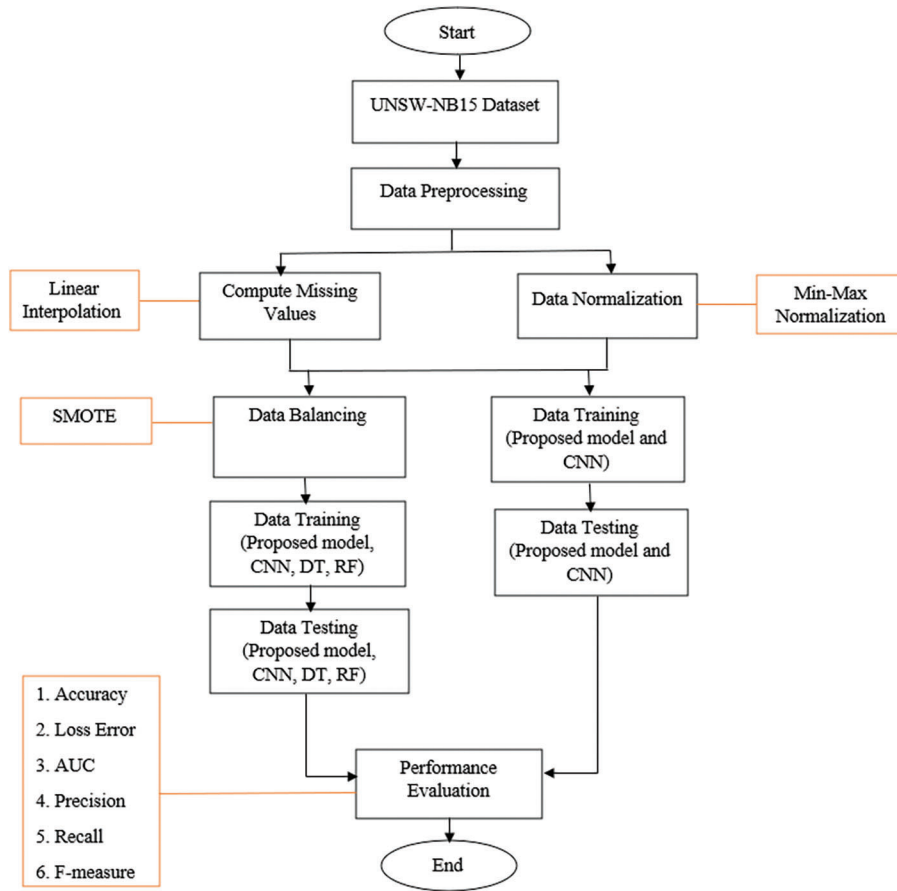 Start
UNSW-NB15 Dataset
Data Preprocessing
Linear
Interpolation
Compute Missing
Values
Data Normalization
Min-Max
Normalization
SMOTE
Data Balancing
Data Training
(Proposed model and
CNN)
Data Training
(Proposed model,
CNN, DT, RF)
Data Testing
(Proposed model and
CNN)
Data Testing
(Proposed model,
CNN, DT, RF)
1. Accuracy
2. Loss Error
3. AUC
4. Precision
5. Recall
6. F-measure
Performance
Evaluation
End